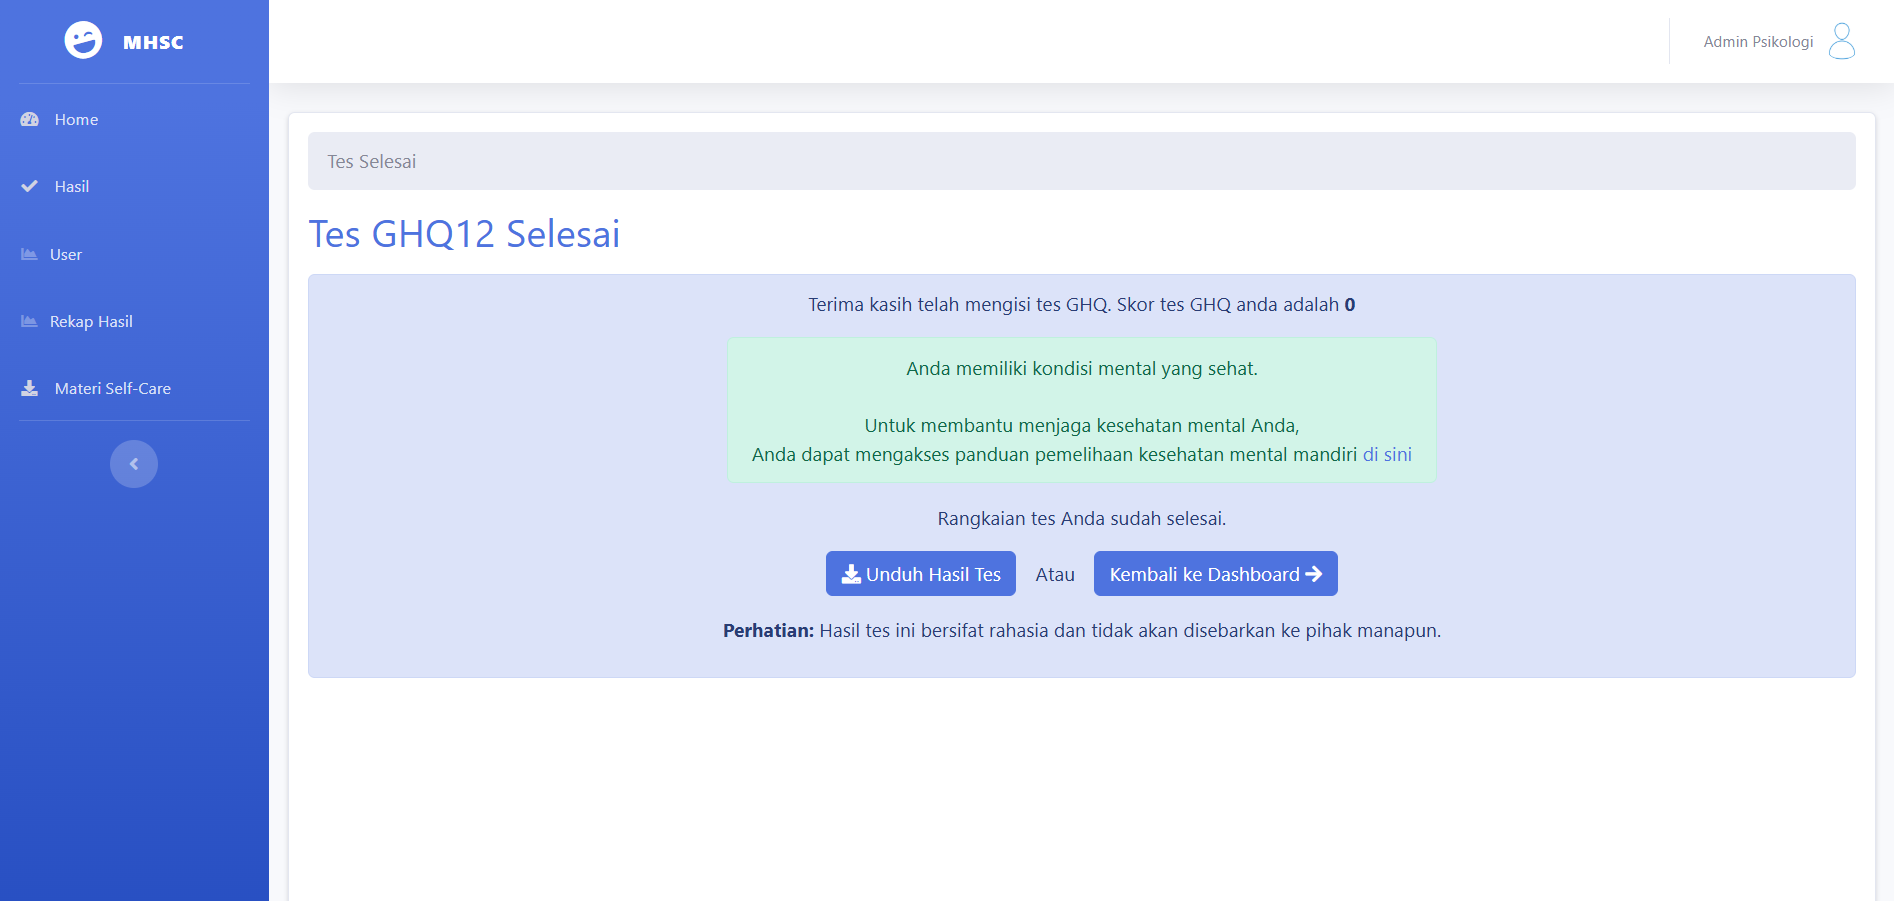 MHSC
Admin Psikologi
Home
Hasil
User
Rekap Hasil
Materi Self-Care
Tes Selesai
Tes GHQ12 Selesai
Terima kasih telah mengisi tes GHQ. Skor tes GHQ anda adalah 0
Anda memiliki kondisi mental yang sehat.
Untuk membantu menjaga kesehatan mental Anda,
Anda dapat mengakses panduan pemelihaan kesehatan mental mandiri di sini
Rangkaian tes Anda sudah selesai.
Unduh Hasil Tes Atau Kembali ke Dashboard
Perhatian: Hasil tes ini bersifat rahasia dan tidak akan disebarkan ke pihak manapun.